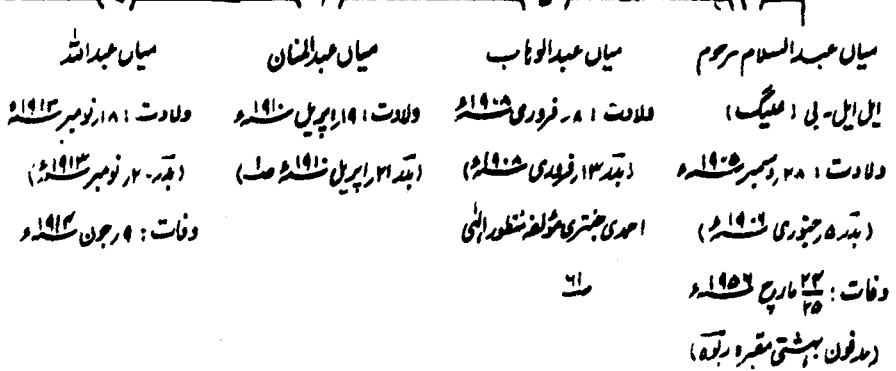 میاں عبدالسلام مرحوم
ایل ایل۔ بی (علیگ)
ولادت : ۲۸؍ دسمبر ۱۹۰۵ء
(بدر ۵؍ جنوری ۱۹۰۶ء)
وفات : ۲۴/۲۵ مارچ ۱۹۵۶ء
(مدفون بہشتی مقبرہ ربوہ)
میاں عبدالوہاب
ولادت : ۸؍ فروری ۱۹۰۸ء
(بدر ۱۳؍ فروری ۱۹۰۸ء)
احمدی جنتری مؤلفہ منظور الٰہی
ص ۶۱
میاں عبدالمنان
ولادت : ۱۹؍ اپریل ۱۹۱۰ء
(بدر ۲۱؍ اپریل ۱۹۱۰ء ص۱)
میاں عبداللہ
ولادت : ۱۸؍ نومبر ۱۹۱۳ء
(بدر ۲۰؍ نومبر ۱۹۱۳ء)
وفات : ۹؍ جون ۱۹۱۴ء